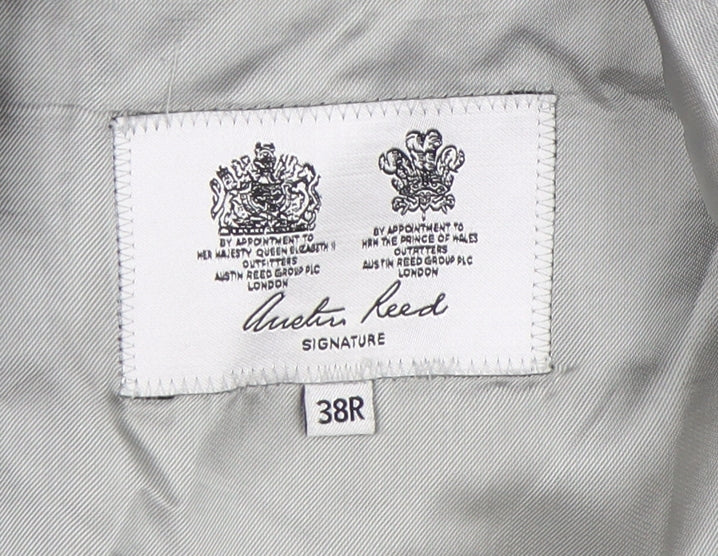 BY APPOINTMENT TO
HER MAJESTY QUEEN ELIZABETH II
OUTFITTERS
AUSTIN REED GROUP PLC
LONDON
BY APPOINTMENT TO
HRH THE PRINCE OF WALES
OUTFITTERS
AUSTIN REED GROUP PLC
LONDON
Austin Reed
SIGNATURE
38R